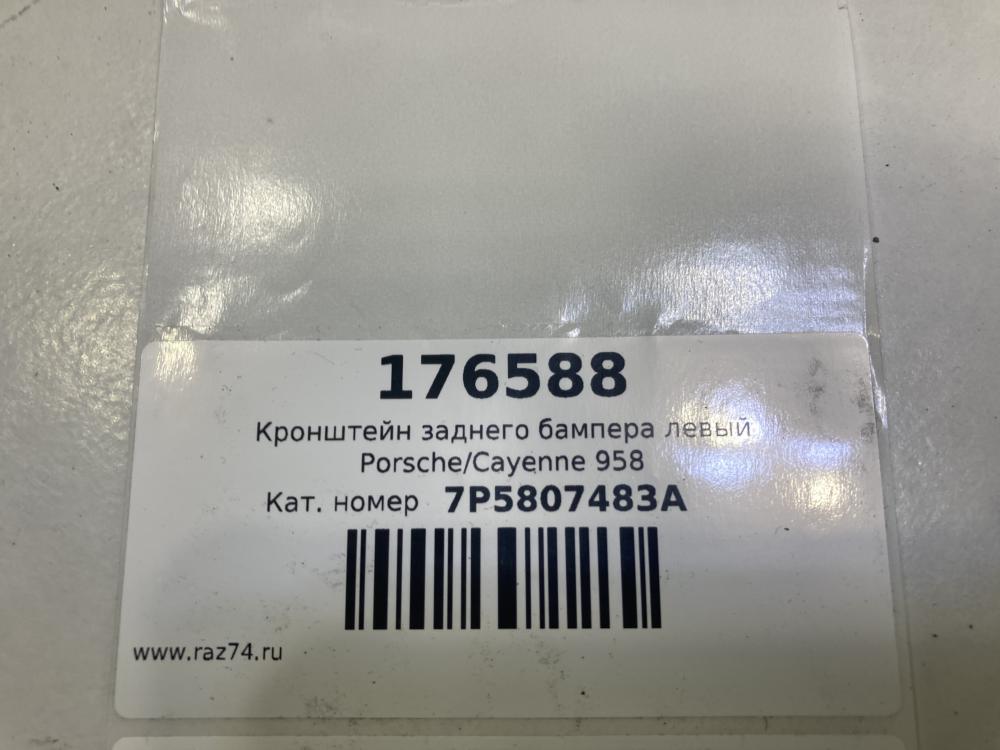 176588
Кронштейн заднего бампера левый
Porsche/Cayenne 958
Кат. номер 7P5807483A
www.raz74.ru